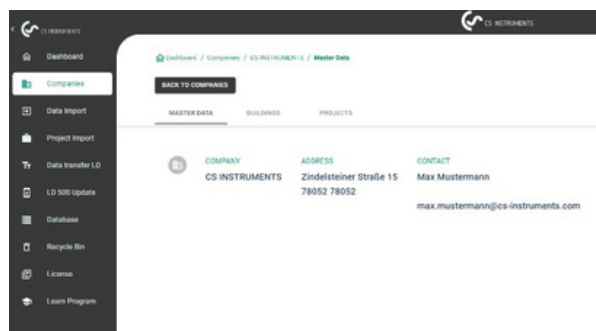 CS INSTRUMENTS
CS INSTRUMENTS
Dashboard
Companies
Data Import
Project Import
Data transfer LD
LD 500 Update
Database
Recycle Bin
License
Learn Program
Dashboard / Companies / CS INSTRUMENTS / Master Data
BACK TO COMPANIES
MASTER DATA BUILDINGS PROJECTS
COMPANY ADDRESS CONTACT
CS INSTRUMENTS Zindelsteiner Straße 15 Max Mustermann
78052 78052
max.mustermann@cs-instruments.com